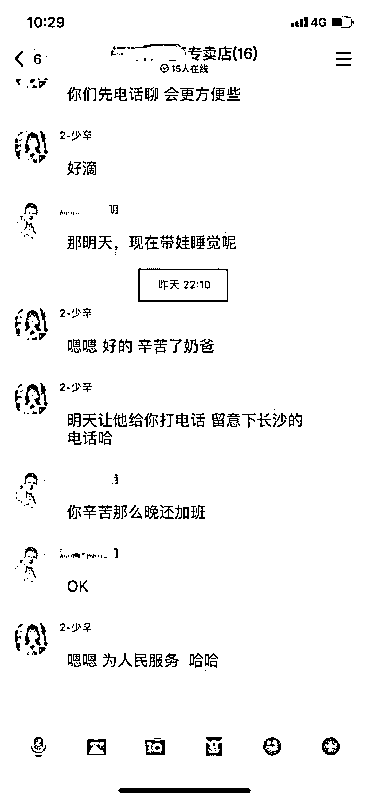 10:29
4G
6
专卖店(16)
15人在线
你们先电话聊 会更方便些
2-少辛
好滴
明
那明天，现在带娃睡觉呢
昨天 22:10
2-少辛
嗯嗯 好的 辛苦了奶爸
2-少辛
明天让他给你打电话 留意下长沙的
电话哈
你辛苦那么晚还加班
OK
2-少辛
嗯嗯 为人民服务 哈哈